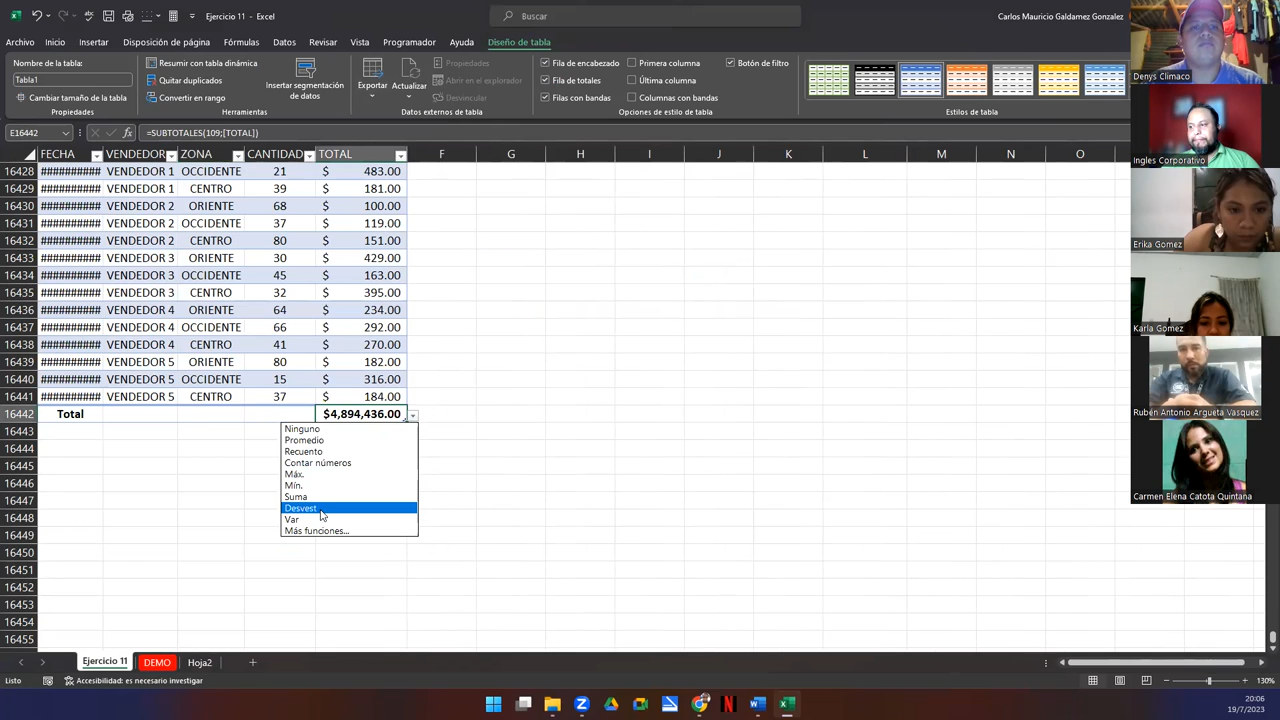 Ejercicio 11 - Excel
Buscar
Carlos Mauricio Galdamez Gonzalez
Archivo Inicio Insertar Disposición de página Fórmulas Datos Revisar Vista Programador Ayuda Diseño de tabla
Nombre de la tabla:
Tabla1
Cambiar tamaño de la tabla
Propiedades
Resumir con tabla dinámica
Quitar duplicados
Convertir en rango
Insertar segmentación
de datos
Herramientas
Exportar Actualizar
Propiedades
Abrir en el explorador
Desvincular
Datos externos de tabla
Fila de encabezado
Fila de totales
Filas con bandas
Primera columna
Última columna
Columnas con bandas
Botón de filtro
Opciones de estilo de tabla
Estilos de tabla
E16442 fx =SUBTOTALES(109;[TOTAL])
FECHA VENDEDOR ZONA CANTIDAD TOTAL F G H I J K L M N O
16428 ########## VENDEDOR 1 OCCIDENTE 21 $ 483.00
16429 ########## VENDEDOR 1 CENTRO 39 $ 181.00
16430 ########## VENDEDOR 2 ORIENTE 68 $ 100.00
16431 ########## VENDEDOR 2 OCCIDENTE 37 $ 119.00
16432 ########## VENDEDOR 2 CENTRO 80 $ 151.00
16433 ########## VENDEDOR 3 ORIENTE 30 $ 429.00
16434 ########## VENDEDOR 3 OCCIDENTE 45 $ 163.00
16435 ########## VENDEDOR 3 CENTRO 32 $ 395.00
16436 ########## VENDEDOR 4 ORIENTE 64 $ 234.00
16437 ########## VENDEDOR 4 OCCIDENTE 66 $ 292.00
16438 ########## VENDEDOR 4 CENTRO 41 $ 270.00
16439 ########## VENDEDOR 5 ORIENTE 80 $ 182.00
16440 ########## VENDEDOR 5 OCCIDENTE 15 $ 316.00
16441 ########## VENDEDOR 5 CENTRO 37 $ 184.00
16442 Total $4,894,436.00
16443
16444
16445
16446
16447
16448
16449
16450
16451
16452
16453
16454
16455
Ninguno
Promedio
Recuento
Contar números
Máx.
Mín.
Suma
Desvest
Var
Más funciones...
Denys Climaco
Ingles Corporativo
Erika Gomez
Karla Gomez
Rubén Antonio Argueta Vasquez
Carmen Elena Catota Quintana
Ejercicio 11 DEMO Hoja2
Listo Accesibilidad: es necesario investigar 130%
20:06
19/7/2023